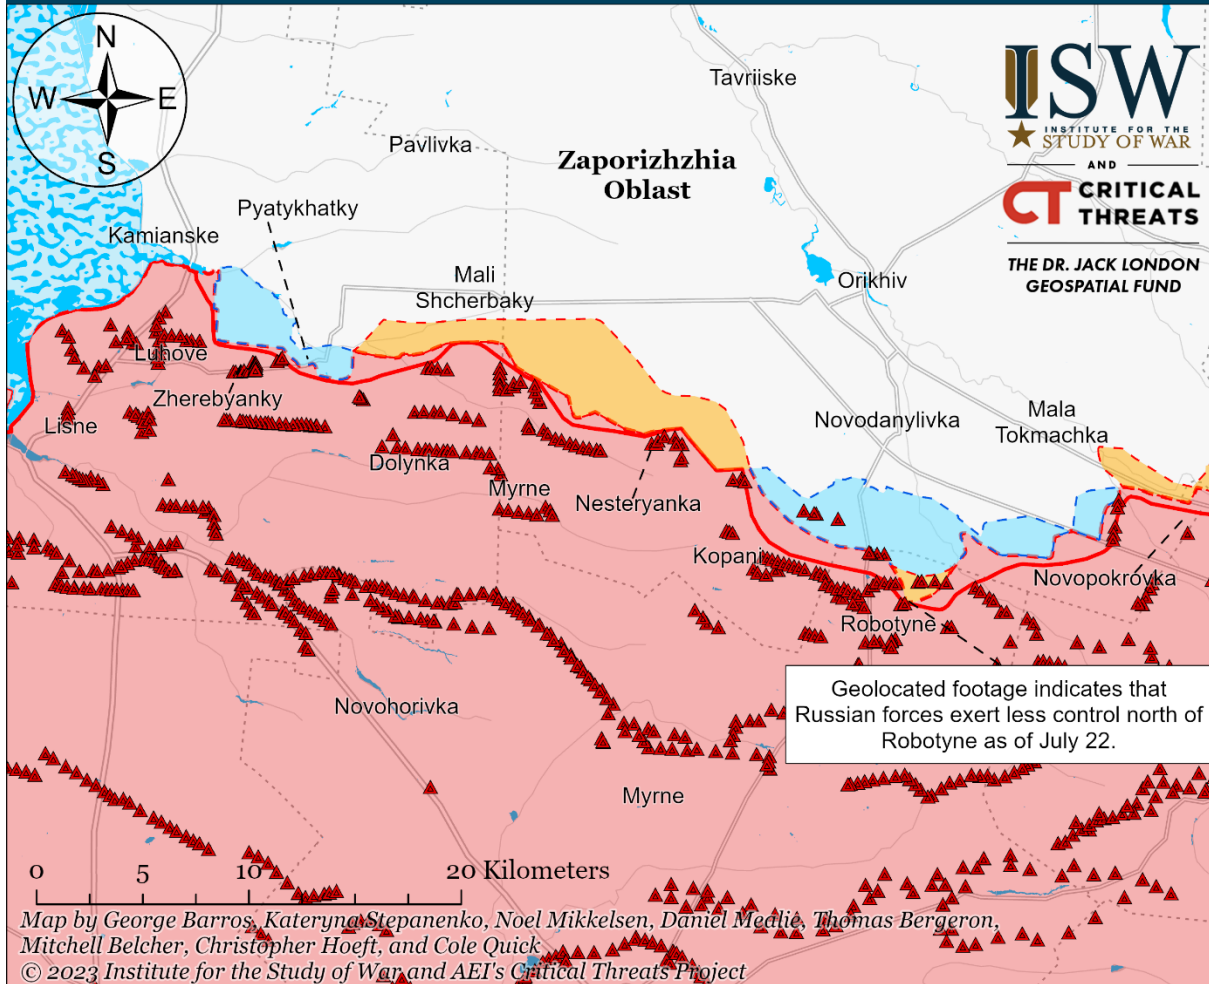 N
W
E
S
Tavriiske
Pavlivka
Zaporizhzhia
Oblast
ISW
INSTITUTE FOR THE
STUDY OF WAR
AND
CT CRITICAL
THREATS
THE DR. JACK LONDON
GEOSPATIAL FUND
Pyatykhatky
Kamianske
Mali
Shcherbaky
Orikhiv
Luhove
Zherebyanky
Lisne
Novodanylivka
Mala
Tokmachka
Dolynka
Myrne
Nesteryanka
Kopani
Novopokrovka
Robotyne
Geolocated footage indicates that
Russian forces exert less control north of
Robotyne as of July 22.
Novohorivka
Myrne
0 5 10 20 Kilometers
Map by George Barros, Kateryna Stepanenko, Noel Mikkelsen, Daniel Mealie, Thomas Bergeron,
Mitchell Belcher, Christopher Hoeft, and Cole Quick
© 2023 Institute for the Study of War and AEI's Critical Threats Project